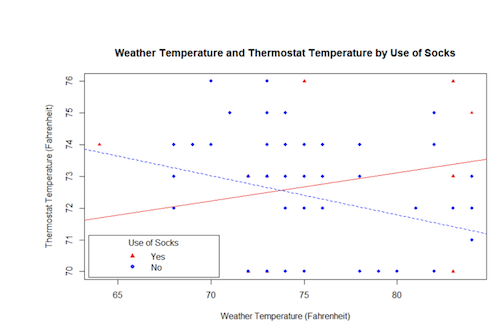 Weather Temperature and Thermostat Temperature by Use of Socks
Thermostat Temperature (Fahrenheit)
76
75
74
73
72
71
70
Use of Socks
Yes
No
65
70
75
80
Weather Temperature (Fahrenheit)